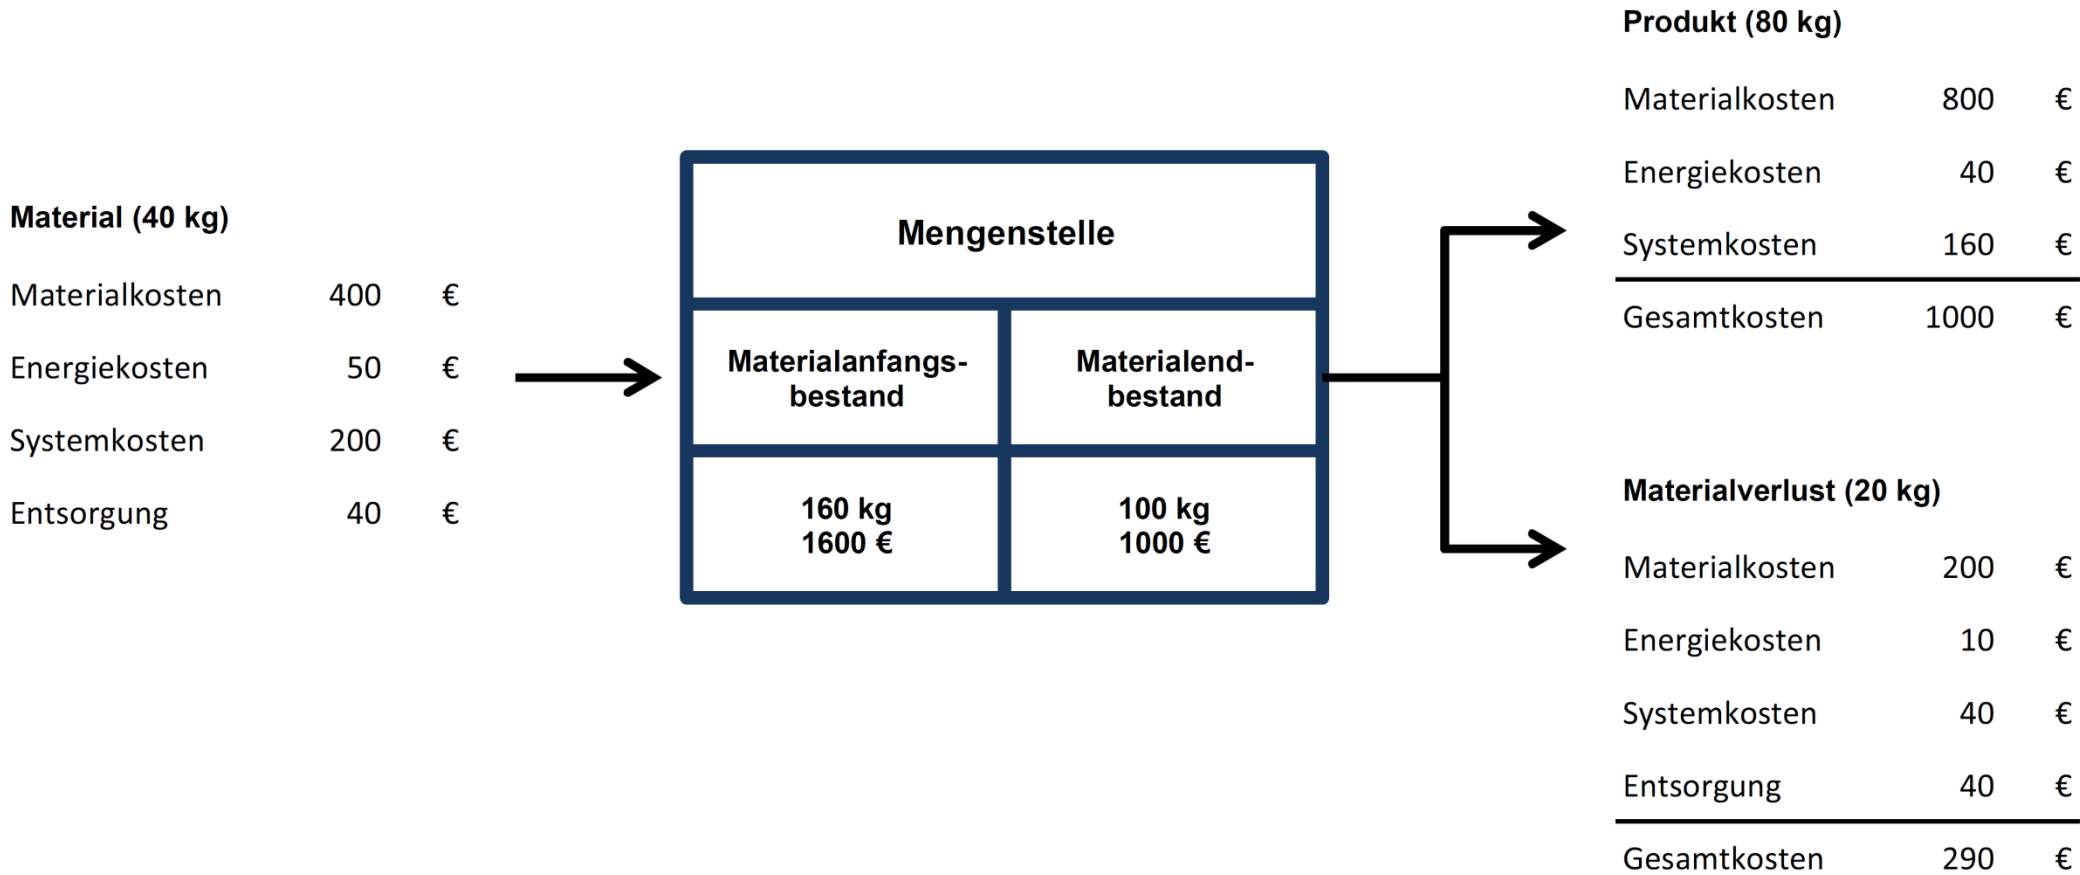 Material (40 kg)
Materialkosten 400 €
Energiekosten 50 €
Systemkosten 200 €
Entsorgung 40 €
Mengenstelle
Materialanfangs-
bestand
Materialend-
bestand
160 kg
1600 €
100 kg
1000 €
Produkt (80 kg)
Materialkosten 800 €
Energiekosten 40 €
Systemkosten 160 €
Gesamtkosten 1000 €
Materialverlust (20 kg)
Materialkosten 200 €
Energiekosten 10 €
Systemkosten 40 €
Entsorgung 40 €
Gesamtkosten 290 €